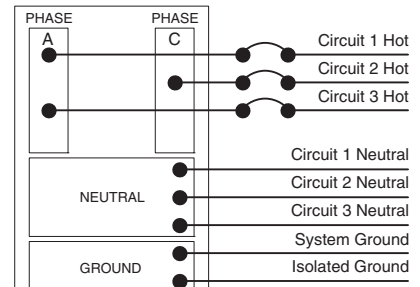 PHASE PHASE
A C
Circuit 1 Hot
Circuit 2 Hot
Circuit 3 Hot
Circuit 1 Neutral
NEUTRAL
Circuit 2 Neutral
Circuit 3 Neutral
System Ground
GROUND
Isolated Ground